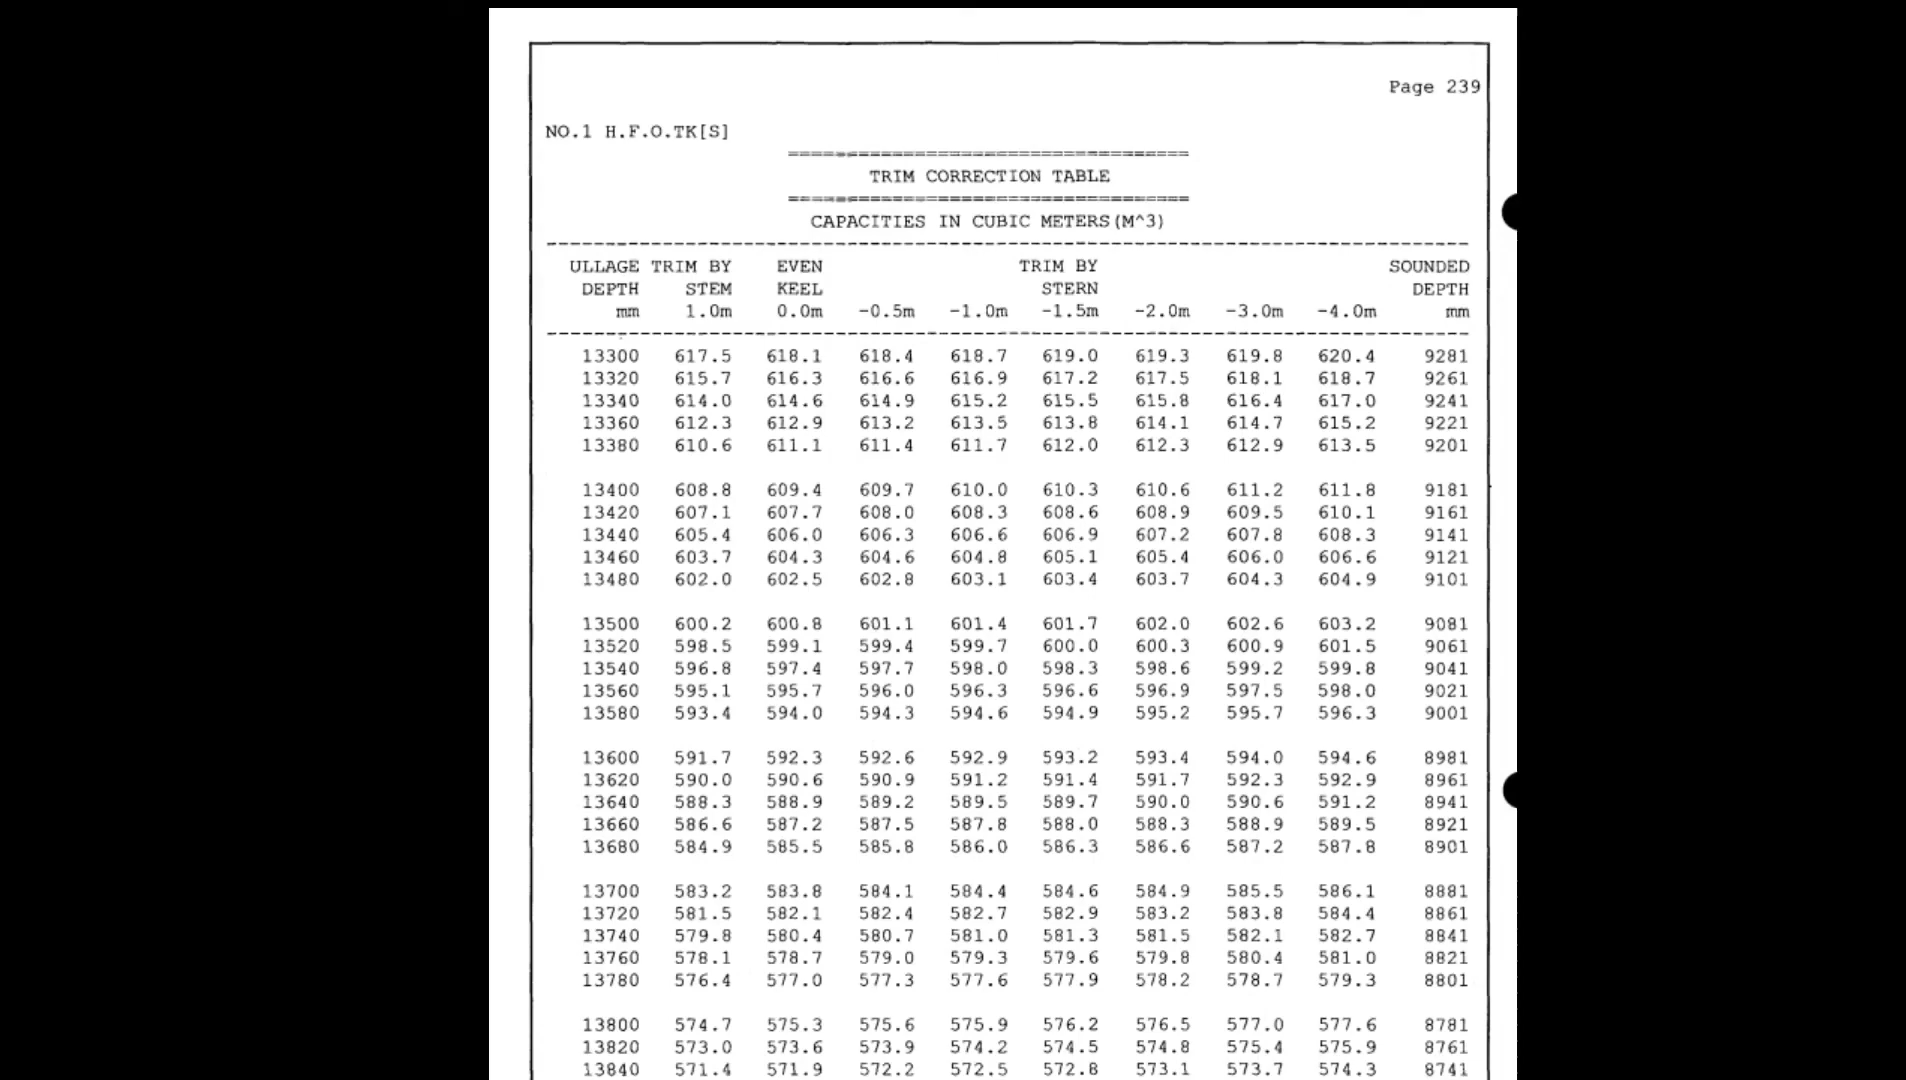 Page 239
NO.1 H.F.O.TK[S]
==================================
TRIM CORRECTION TABLE
==================================
CAPACITIES IN CUBIC METERS(M^3)
--------------------------------------------------------------------------------
ULLAGE TRIM BY EVEN TRIM BY SOUNDED
DEPTH STEM KEEL STERN DEPTH
mm 1.0m 0.0m -0.5m -1.0m -1.5m -2.0m -3.0m -4.0m mm
--------------------------------------------------------------------------------
13300 617.5 618.1 618.4 618.7 619.0 619.3 619.8 620.4 9281
13320 615.7 616.3 616.6 616.9 617.2 617.5 618.1 618.7 9261
13340 614.0 614.6 614.9 615.2 615.5 615.8 616.4 617.0 9241
13360 612.3 612.9 613.2 613.5 613.8 614.1 614.7 615.2 9221
13380 610.6 611.1 611.4 611.7 612.0 612.3 612.9 613.5 9201
13400 608.8 609.4 609.7 610.0 610.3 610.6 611.2 611.8 9181
13420 607.1 607.7 608.0 608.3 608.6 608.9 609.5 610.1 9161
13440 605.4 606.0 606.3 606.6 606.9 607.2 607.8 608.3 9141
13460 603.7 604.3 604.6 604.8 605.1 605.4 606.0 606.6 9121
13480 602.0 602.5 602.8 603.1 603.4 603.7 604.3 604.9 9101
13500 600.2 600.8 601.1 601.4 601.7 602.0 602.6 603.2 9081
13520 598.5 599.1 599.4 599.7 600.0 600.3 600.9 601.5 9061
13540 596.8 597.4 597.7 598.0 598.3 598.6 599.2 599.8 9041
13560 595.1 595.7 596.0 596.3 596.6 596.9 597.5 598.0 9021
13580 593.4 594.0 594.3 594.6 594.9 595.2 595.7 596.3 9001
13600 591.7 592.3 592.6 592.9 593.2 593.4 594.0 594.6 8981
13620 590.0 590.6 590.9 591.2 591.4 591.7 592.3 592.9 8961
13640 588.3 588.9 589.2 589.5 589.7 590.0 590.6 591.2 8941
13660 586.6 587.2 587.5 587.8 588.0 588.3 588.9 589.5 8921
13680 584.9 585.5 585.8 586.0 586.3 586.6 587.2 587.8 8901
13700 583.2 583.8 584.1 584.4 584.6 584.9 585.5 586.1 8881
13720 581.5 582.1 582.4 582.7 582.9 583.2 583.8 584.4 8861
13740 579.8 580.4 580.7 581.0 581.3 581.5 582.1 582.7 8841
13760 578.1 578.7 579.0 579.3 579.6 579.8 580.4 581.0 8821
13780 576.4 577.0 577.3 577.6 577.9 578.2 578.7 579.3 8801
13800 574.7 575.3 575.6 575.9 576.2 576.5 577.0 577.6 8781
13820 573.0 573.6 573.9 574.2 574.5 574.8 575.4 575.9 8761
13840 571.4 571.9 572.2 572.5 572.8 573.1 573.7 574.3 8741